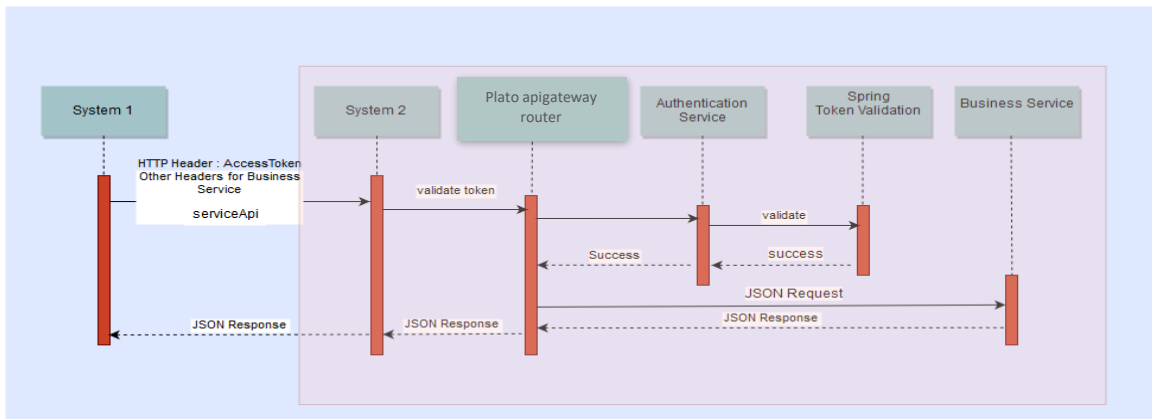 System 1
System 2
Plato apigateway
router
Authentication
Service
Spring
Token Validation
Business Service
HTTP Header : AccessToken
Other Headers for Business
Service
serviceApi
validate token
validate
success
Success
JSON Request
JSON Response
JSON Response
JSON Response